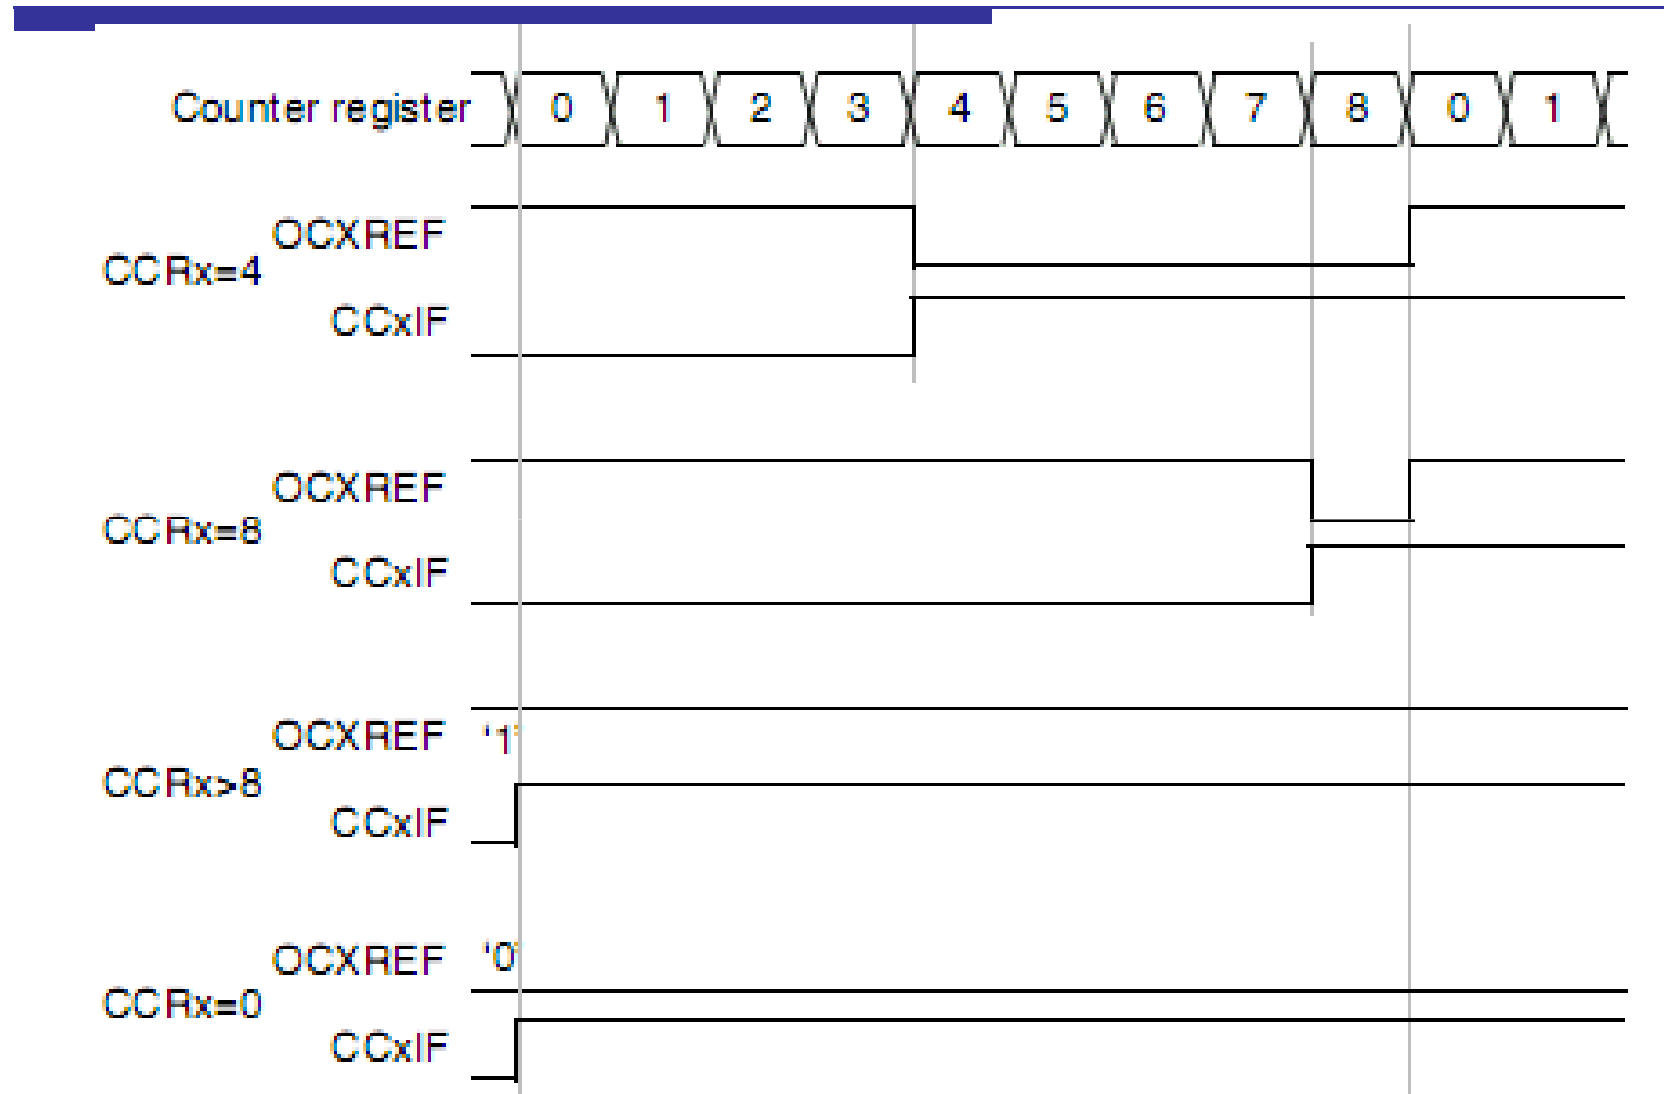 Counter register 0 1 2 3 4 5 6 7 8 0 1
OCXREF
CCRx=4
CCxIF
OCXREF
CCRx=8
CCxIF
OCXREF '1'
CCRx>8
CCxIF
OCXREF '0'
CCRx=0
CCxIF